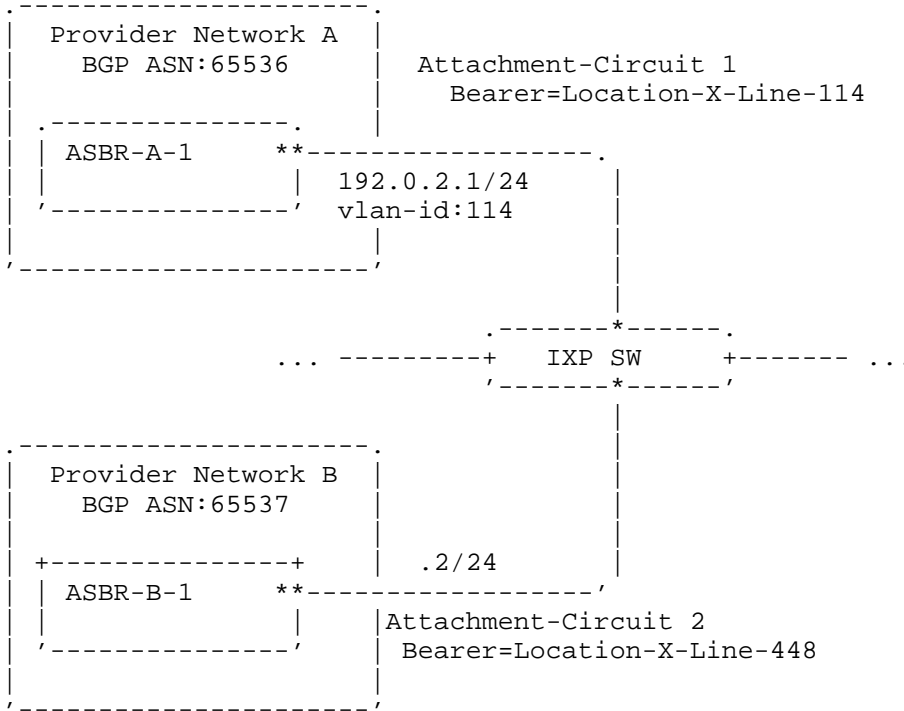 Provider Network A
BGP ASN:65536
Attachment-Circuit 1
Bearer=Location-X-Line-114
ASBR-A-1
192.0.2.1/24
vlan-id:114
... IXP SW ...
Provider Network B
BGP ASN:65537
.2/24
ASBR-B-1
Attachment-Circuit 2
Bearer=Location-X-Line-448